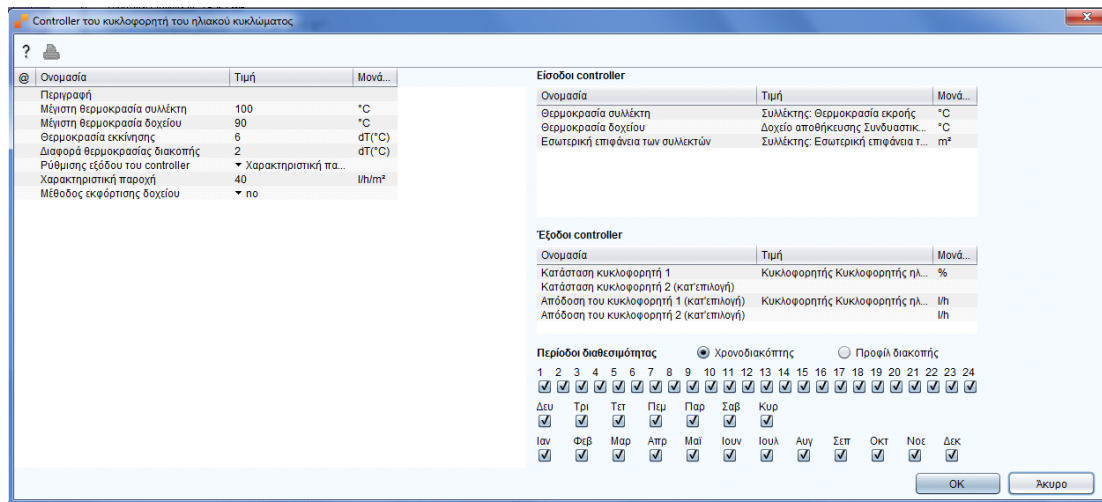 Controller του κυκλοφορητή του ηλιακού κυκλώματος
x
?
@ Ονομασία Τιμή Μονά...
Περιγραφή
Μέγιστη θερμοκρασία συλλέκτη 100 °C
Μέγιστη θερμοκρασία δοχείου 90 °C
Θερμοκρασία εκκίνησης 6 dT(°C)
Διαφορά θερμοκρασίας διακοπής 2 dT(°C)
Ρύθμισης εξόδου του controller Χαρακτηριστική πα...
Χαρακτηριστική παροχή 40 l/h/m²
Μέθοδος εκφόρτισης δοχείου no
Είσοδοι controller
Ονομασία Τιμή Μονά...
Θερμοκρασία συλλέκτη Συλλέκτης: Θερμοκρασία εκροής °C
Θερμοκρασία δοχείου Δοχείο αποθήκευσης Συνδυαστικ... °C
Εσωτερική επιφάνεια των συλλεκτών Συλλέκτης: Εσωτερική επιφάνεια τ... m²
Έξοδοι controller
Ονομασία Τιμή Μονά...
Κατάσταση κυκλοφορητή 1 Κυκλοφορητής Κυκλοφορητής ηλ... %
Κατάσταση κυκλοφορητή 2 (κατ'επιλογή)
Απόδοση του κυκλοφορητή 1 (κατ'επιλογή) Κυκλοφορητής Κυκλοφορητής ηλ... l/h
Απόδοση του κυκλοφορητή 2 (κατ'επιλογή) l/h
Περίοδοι διαθεσιμότητας Χρονοδιακόπτης Προφίλ διακοπής
1 2 3 4 5 6 7 8 9 10 11 12 13 14 15 16 17 18 19 20 21 22 23 24
Δευ Τρι Τετ Πεμ Παρ Σαβ Κυρ
Ιαν Φεβ Μαρ Απρ Μαϊ Ιουν Ιουλ Αυγ Σεπ Οκτ Νοε Δεκ
OK Άκυρο